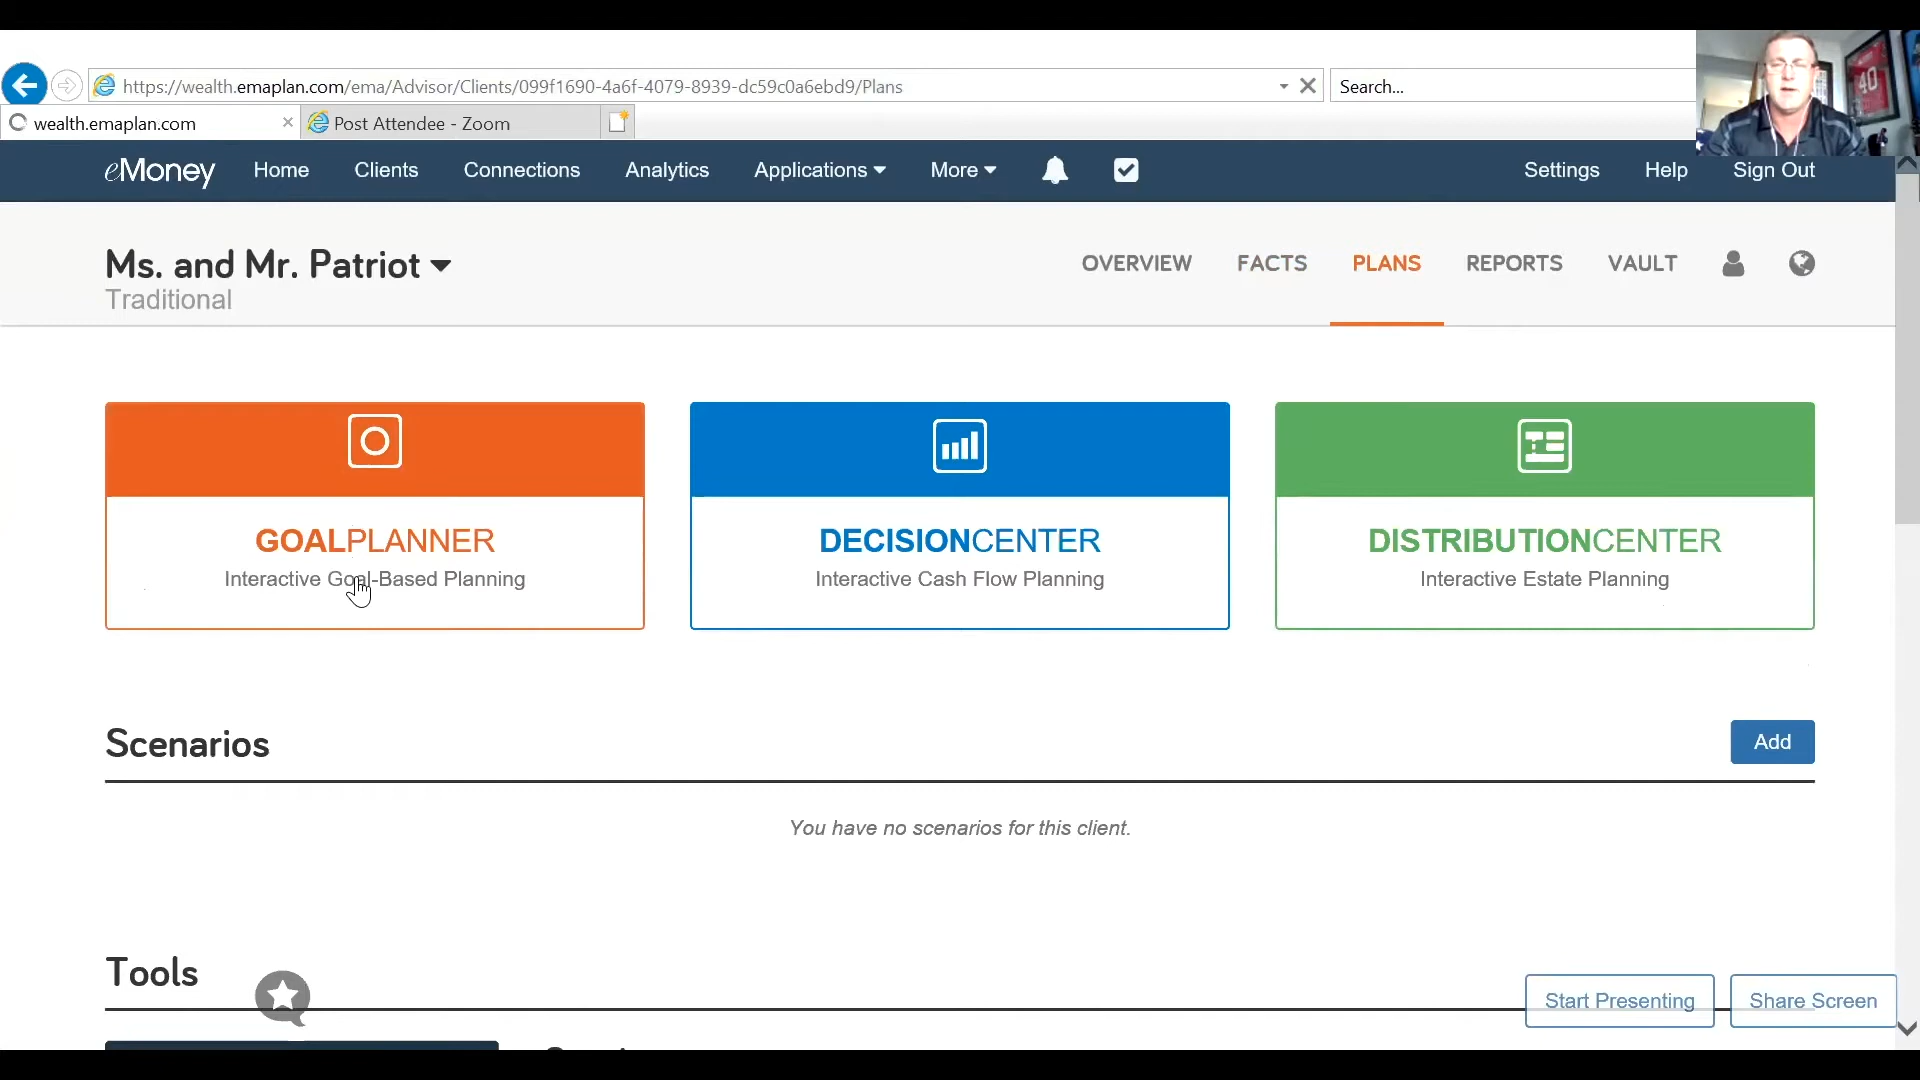 https://wealth.emaplan.com/ema/Advisor/Clients/099f1690-4a6f-4079-8939-dc59c0a6ebd9/Plans
Search...
wealth.emaplan.com
Post Attendee - Zoom
eMoney
Home
Clients
Connections
Analytics
Applications
More
Settings
Help
Sign Out
Ms. and Mr. Patriot
Traditional
OVERVIEW
FACTS
PLANS
REPORTS
VAULT
GOALPLANNER
Interactive Goal-Based Planning
DECISIONCENTER
Interactive Cash Flow Planning
DISTRIBUTIONCENTER
Interactive Estate Planning
Scenarios
Add
You have no scenarios for this client.
Tools
Start Presenting
Share Screen
40